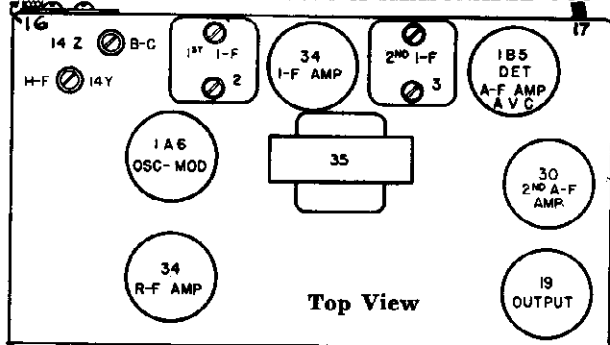 16
17
14 Z B-C
H-F 14Y
1ST I-F
2
34
I-F AMP
2ND I-F
3
1B5
DET
A-F AMP
AVC
1A6
OSC-MOD
35
30
2ND A-F
AMP.
34
R-F AMP
Top View
19
OUTPUT